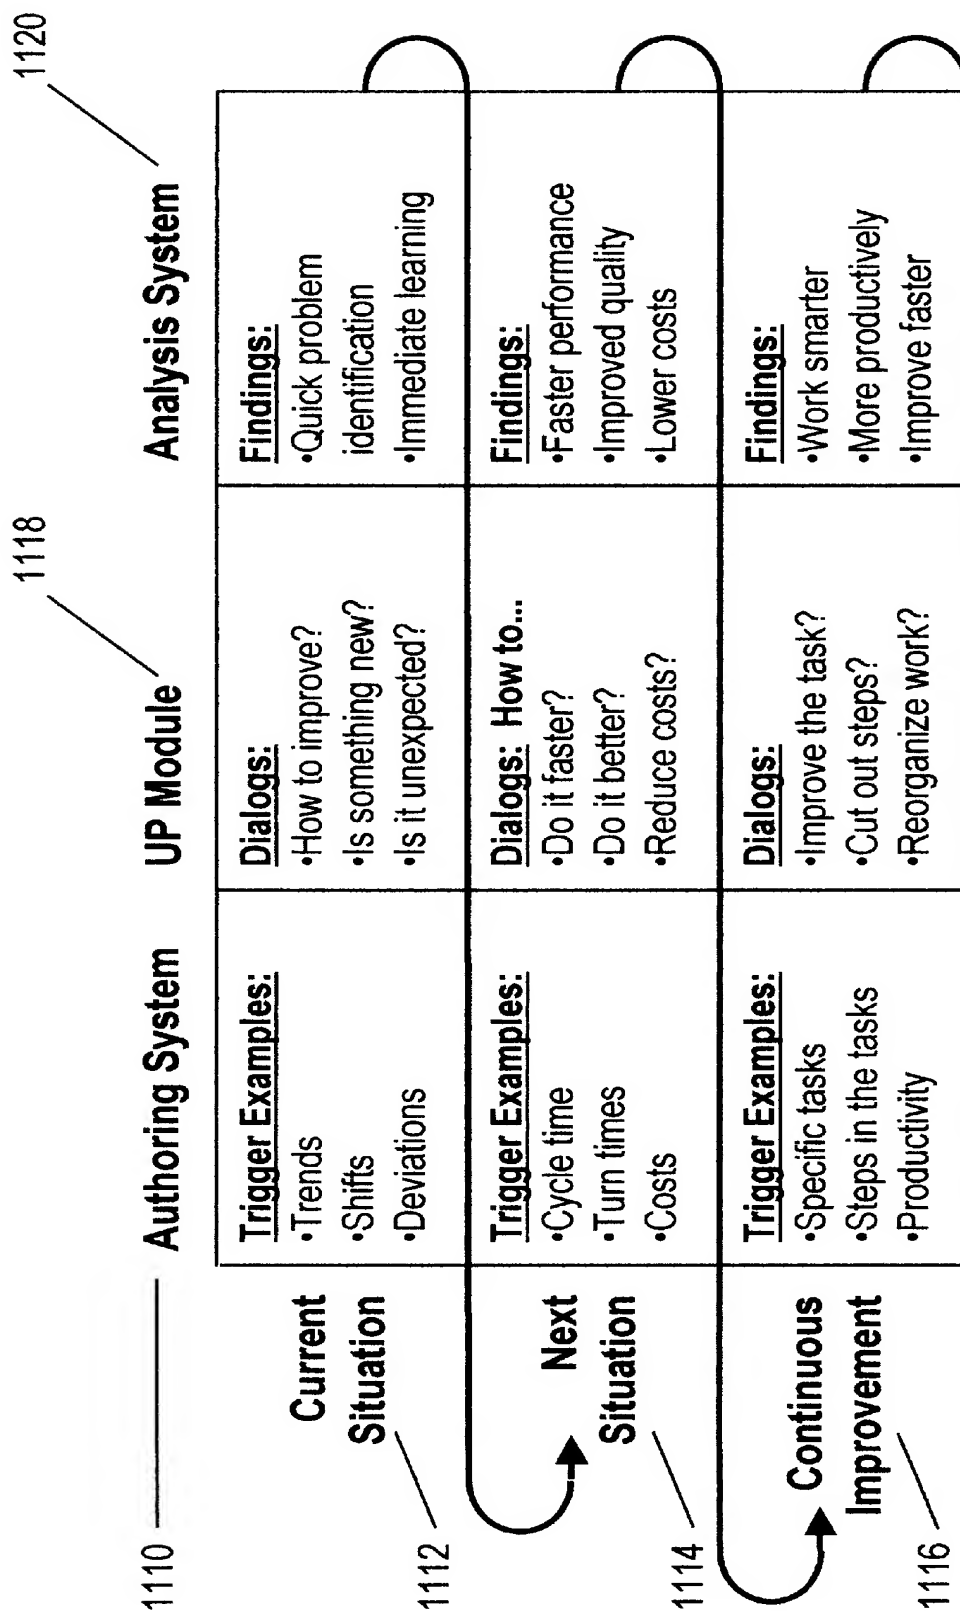 1110
Authoring System
UP Module
1118
Analysis System
1120
Current
Situation
1112
Trigger Examples:
•Trends
•Shifts
•Deviations
Dialogs:
•How to improve?
•Is something new?
•Is it unexpected?
Findings:
•Quick problem
identification
•Immediate learning
Next
Situation
1114
Trigger Examples:
•Cycle time
•Turn times
•Costs
Dialogs: How to...
•Do it faster?
•Do it better?
•Reduce costs?
Findings:
•Faster performance
•Improved quality
•Lower costs
Continuous
Improvement
1116
Trigger Examples:
•Specific tasks
•Steps in the tasks
•Productivity
Dialogs:
•Improve the task?
•Cut out steps?
•Reorganize work?
Findings:
•Work smarter
•More productively
•Improve faster